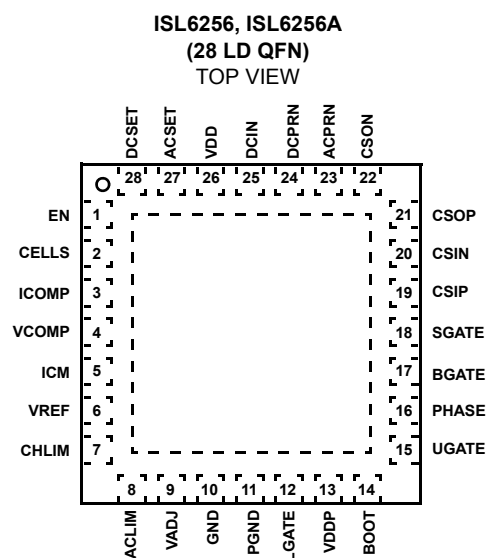 ISL6256, ISL6256A
(28 LD QFN)
TOP VIEW
DCSET ACSET VDD DCIN DCPRN ACPRN CSON
28 27 26 25 24 23 22
EN 1 21 CSOP
CELLS 2 20 CSIN
ICOMP 3 19 CSIP
VCOMP 4 18 SGATE
ICM 5 17 BGATE
VREF 6 16 PHASE
CHLIM 7 15 UGATE
8 9 10 11 12 13 14
ACLIM VADJ GND PGND LGATE VDDP BOOT